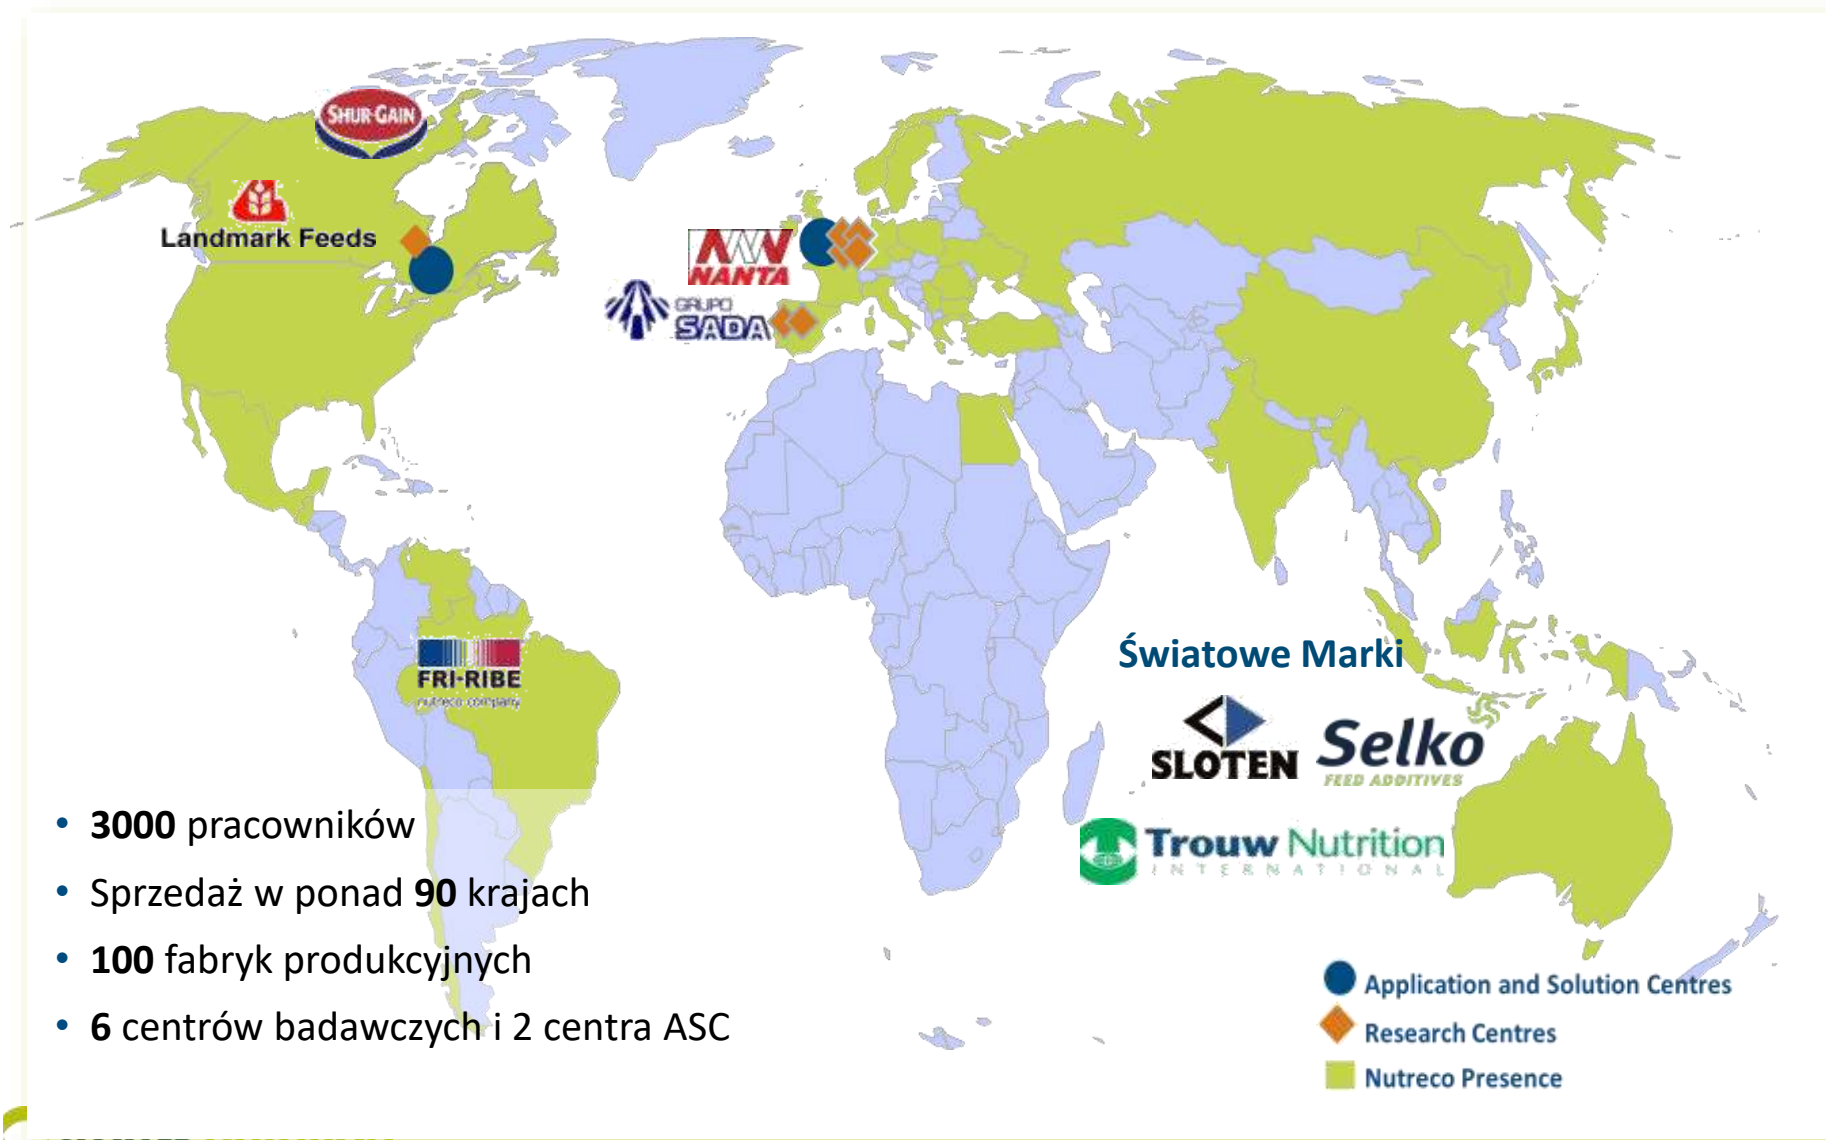 SHUR-GAIN
Landmark Feeds
NANTA
GRUPO
SADA
FRI-RIBE
nutreco company
Światowe Marki
SLOTEN
Selko
FEED ADDITIVES
Trouw Nutrition
INTERNATIONAL
• 3000 pracowników
• Sprzedaż w ponad 90 krajach
• 100 fabryk produkcyjnych
• 6 centrów badawczych i 2 centra ASC
Application and Solution Centres
Research Centres
Nutreco Presence